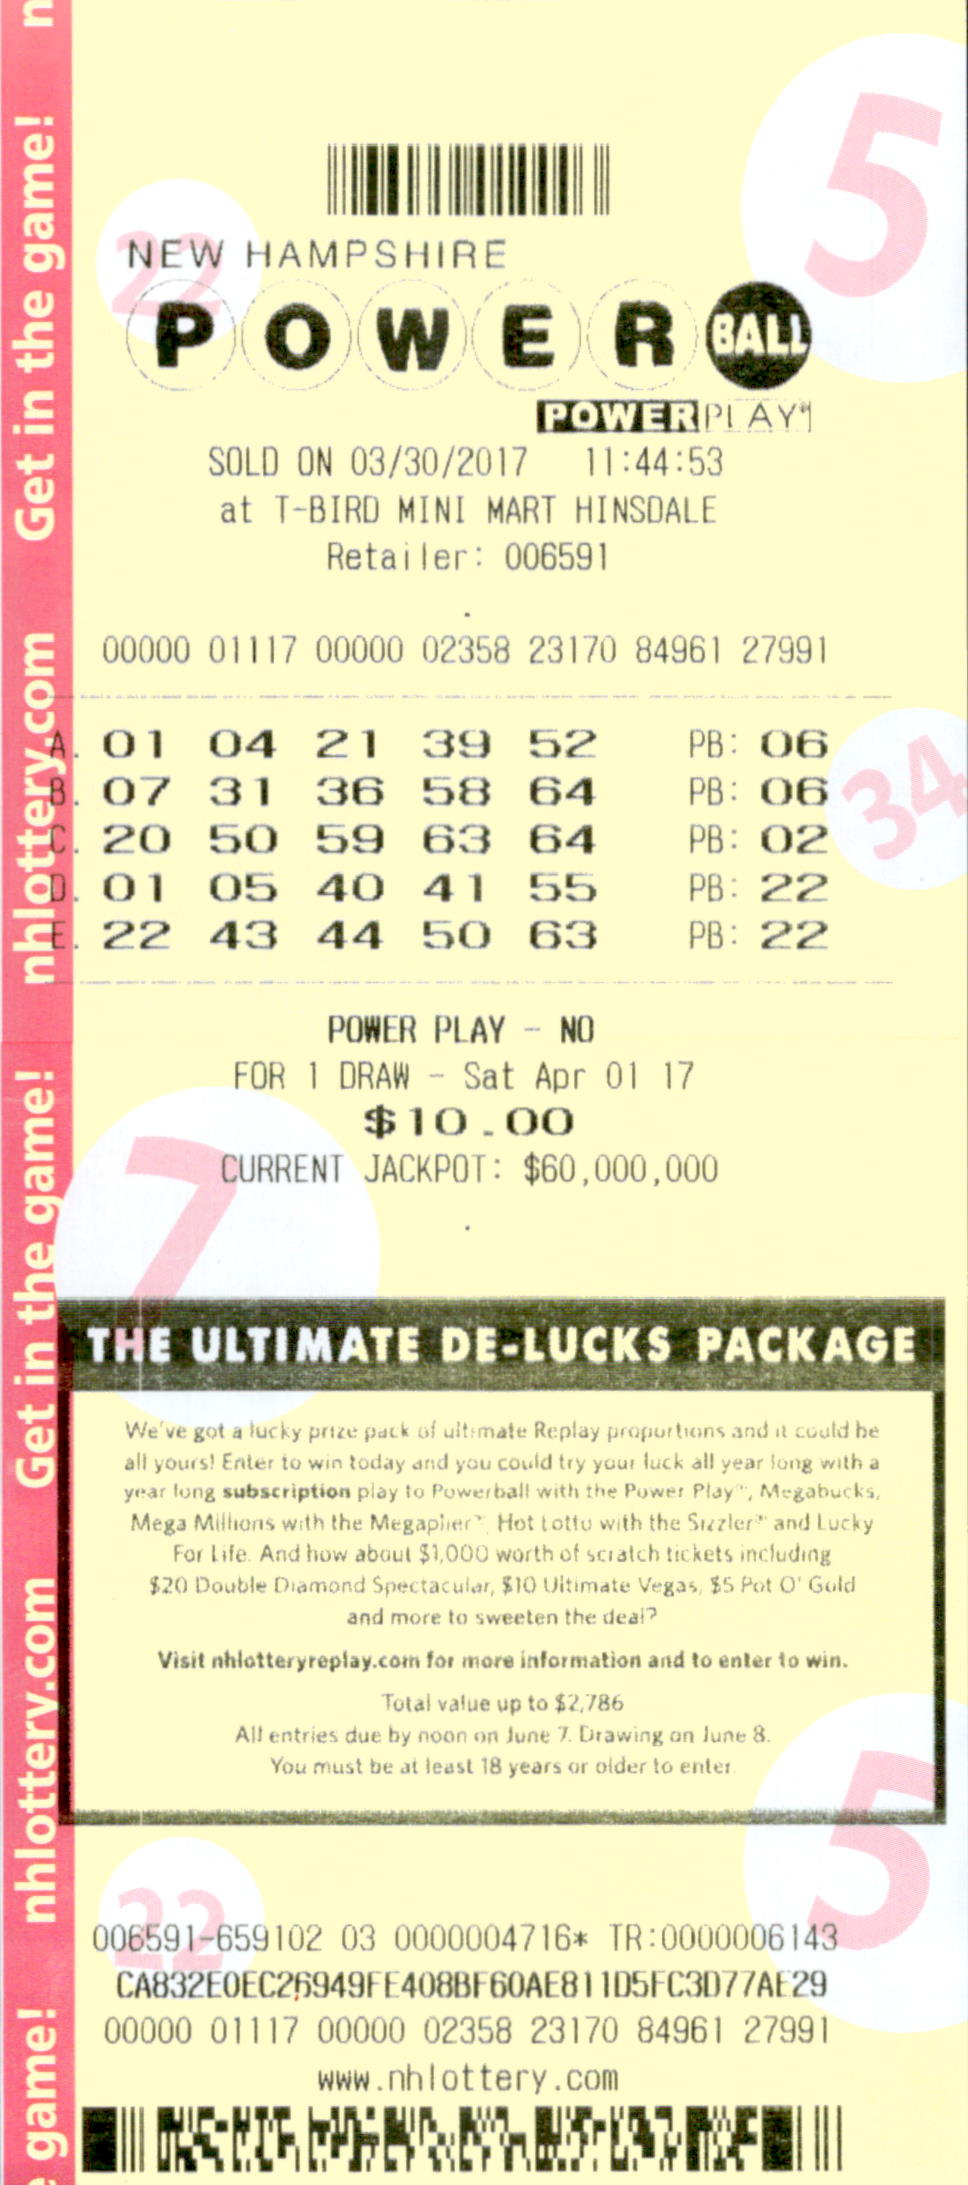 Get in the game!
nhlottery.com
Get in the game!
nhlottery.com
game!
5
22
NEW HAMPSHIRE
POWER BALL
POWERPLAY
SOLD ON 03/30/2017 11:44:53
at T-BIRD MINI MART HINSDALE
Retailer: 006591
00000 01117 00000 02358 23170 84961 27991
A. 01 04 21 39 52 PB: 06
B. 07 31 36 58 64 PB: 06
C. 20 50 59 63 64 PB: 02
D. 01 05 40 41 55 PB: 22
E. 22 43 44 50 63 PB: 22
34
POWER PLAY - NO
FOR 1 DRAW - Sat Apr 01 17
$10.00
CURRENT JACKPOT: $60,000,000
7
THE ULTIMATE DE-LUCKS PACKAGE
We've got a lucky prize pack of ultimate Replay proportions and it could be
all yours! Enter to win today and you could try your luck all year long with a
year long subscription play to Powerball with the Power Play™, Megabucks,
Mega Millions with the Megaplier™, Hot Lotto with the Sizzler™ and Lucky
For Life. And how about $1,000 worth of scratch tickets including
$20 Double Diamond Spectacular, $10 Ultimate Vegas, $5 Pot O' Gold
and more to sweeten the deal?
Visit nhlotteryreplay.com for more information and to enter to win.
Total value up to $2,786
All entries due by noon on June 7. Drawing on June 8.
You must be at least 18 years or older to enter.
5
22
006591-659102 03 0000004716* TR:0000006143
CA832E0EC26949FE408BF60AE811D5FC3D77AE29
00000 01117 00000 02358 23170 84961 27991
www.nhlottery.com